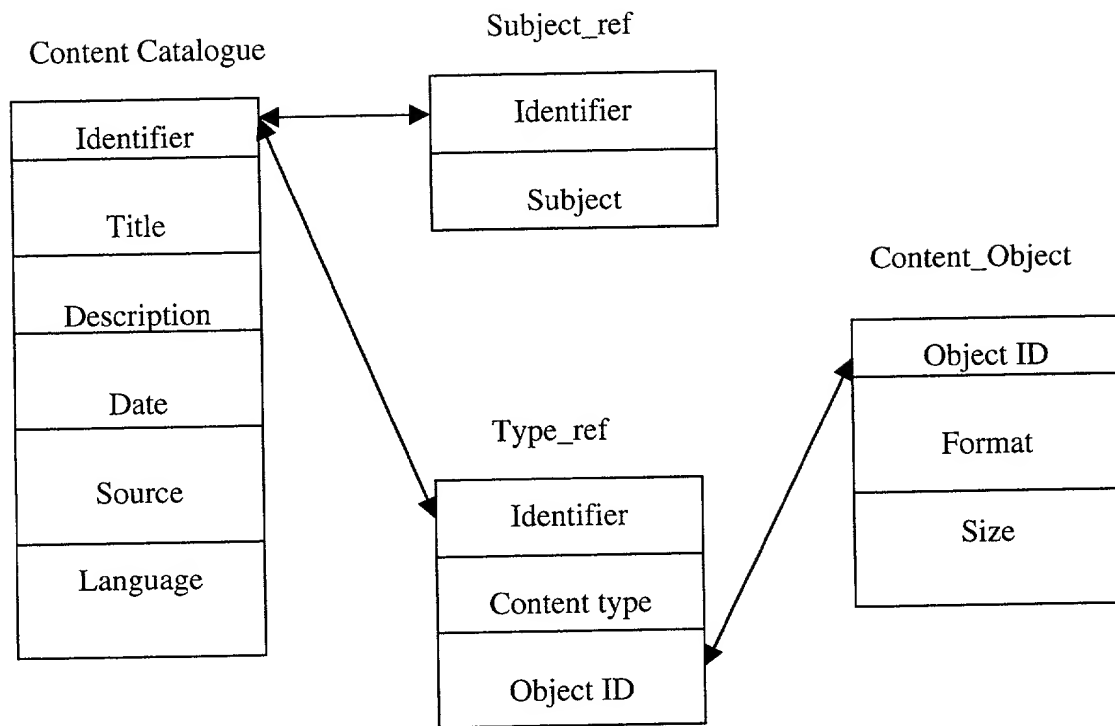 Content Catalogue
Identifier
Title
Description
Date
Source
Language
Subject_ref
Identifier
Subject
Type_ref
Identifier
Content type
Object ID
Content_Object
Object ID
Format
Size